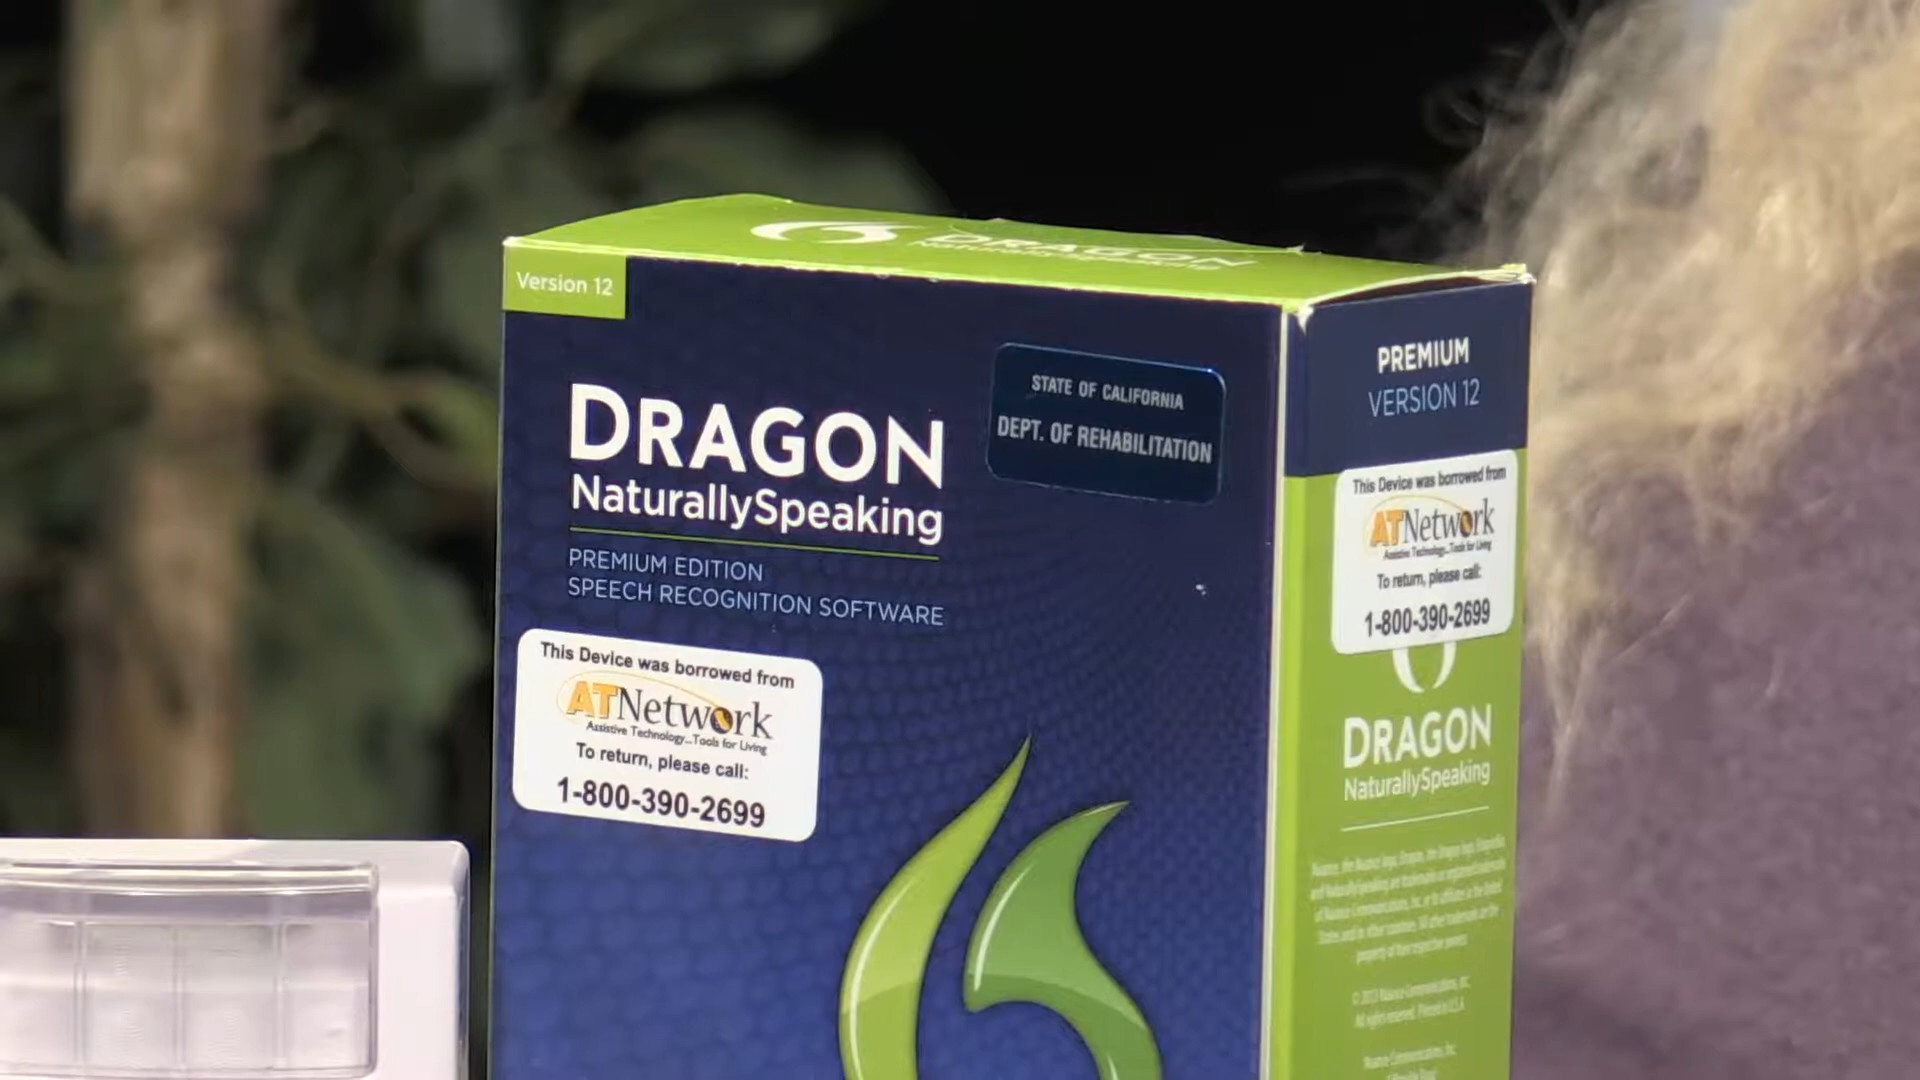 DRAGON
NaturallySpeaking
Version 12
DRAGON
NaturallySpeaking
PREMIUM EDITION
SPEECH RECOGNITION SOFTWARE
STATE OF CALIFORNIA
DEPT. OF REHABILITATION
This Device was borrowed from
ATNetwork
Assistive Technology...Tools for Living
To return, please call:
1-800-390-2699
PREMIUM
VERSION 12
This Device was borrowed from
ATNetwork
Assistive Technology...Tools for Living
To return, please call:
1-800-390-2699
DRAGON
NaturallySpeaking